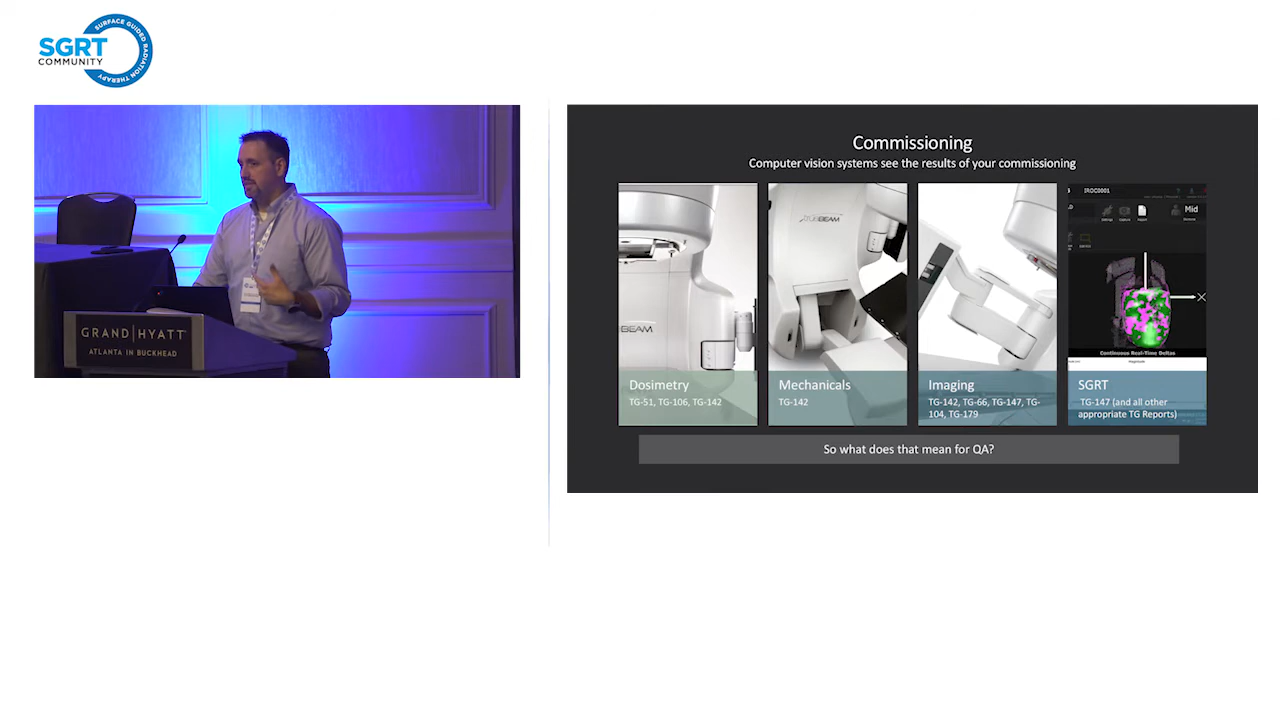 SURFACE GUIDED RADIATION THERAPY
SGRT
COMMUNITY
GRAND HYATT
ATLANTA IN BUCKHEAD
Commissioning
Computer vision systems see the results of your commissioning
BEAM
Dosimetry
TG-51, TG-106, TG-142
BEAM
Mechanicals
TG-142
Imaging
TG-142, TG-66, TG-147, TG-
104, TG-179
IROC0001
Mid
Continuous Real-Time Deltas
SGRT
TG-147 (and all other
appropriate TG Reports)
So what does that mean for QA?